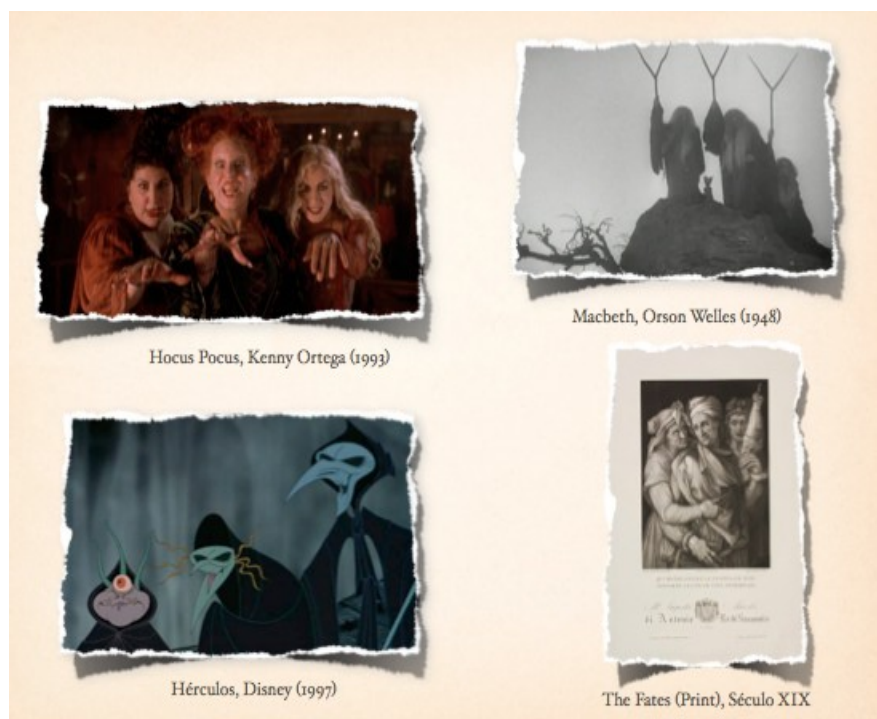 Hocus Pocus, Kenny Ortega (1993)
Macbeth, Orson Welles (1948)
Hérculos, Disney (1997)
The Fates (Print), Século XIX